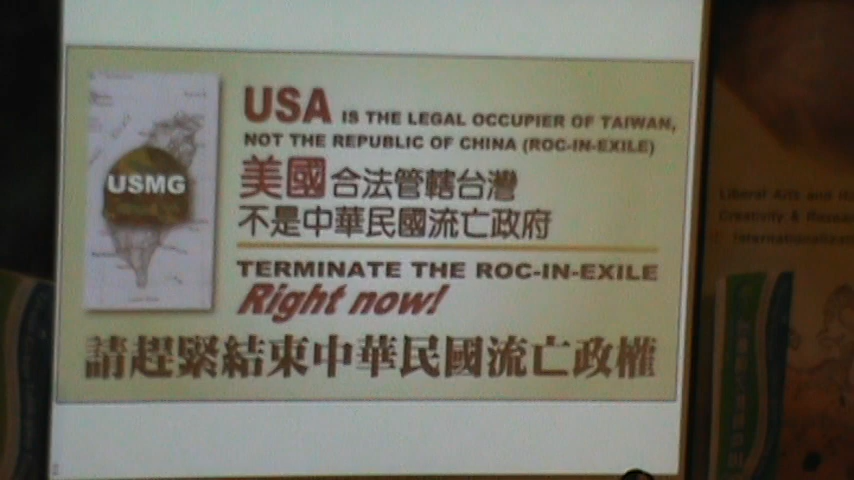 USMG
USA IS THE LEGAL OCCUPIER OF TAIWAN,
NOT THE REPUBLIC OF CHINA (ROC-IN-EXILE)
美國合法管轄台灣
不是中華民國流亡政府
TERMINATE THE ROC-IN-EXILE
Right now!
請趕緊結束中華民國流亡政權
Liberal Arts and
Creativity &